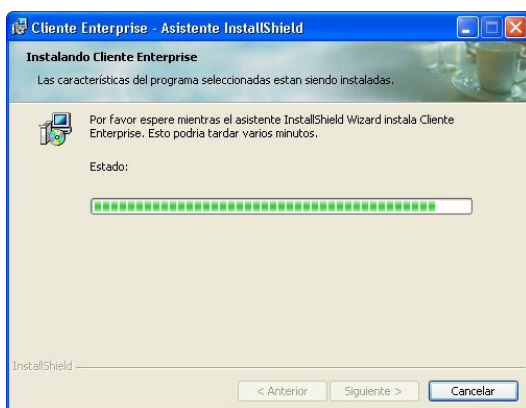 Cliente Enterprise - Asistente InstallShield
Instalando Cliente Enterprise
Las características del programa seleccionadas estan siendo instaladas.
Por favor espere mientras el asistente InstallShield Wizard instala Cliente
Enterprise. Esto podria tardar varios minutos.
Estado:
InstallShield
< Anterior
Siguiente >
Cancelar